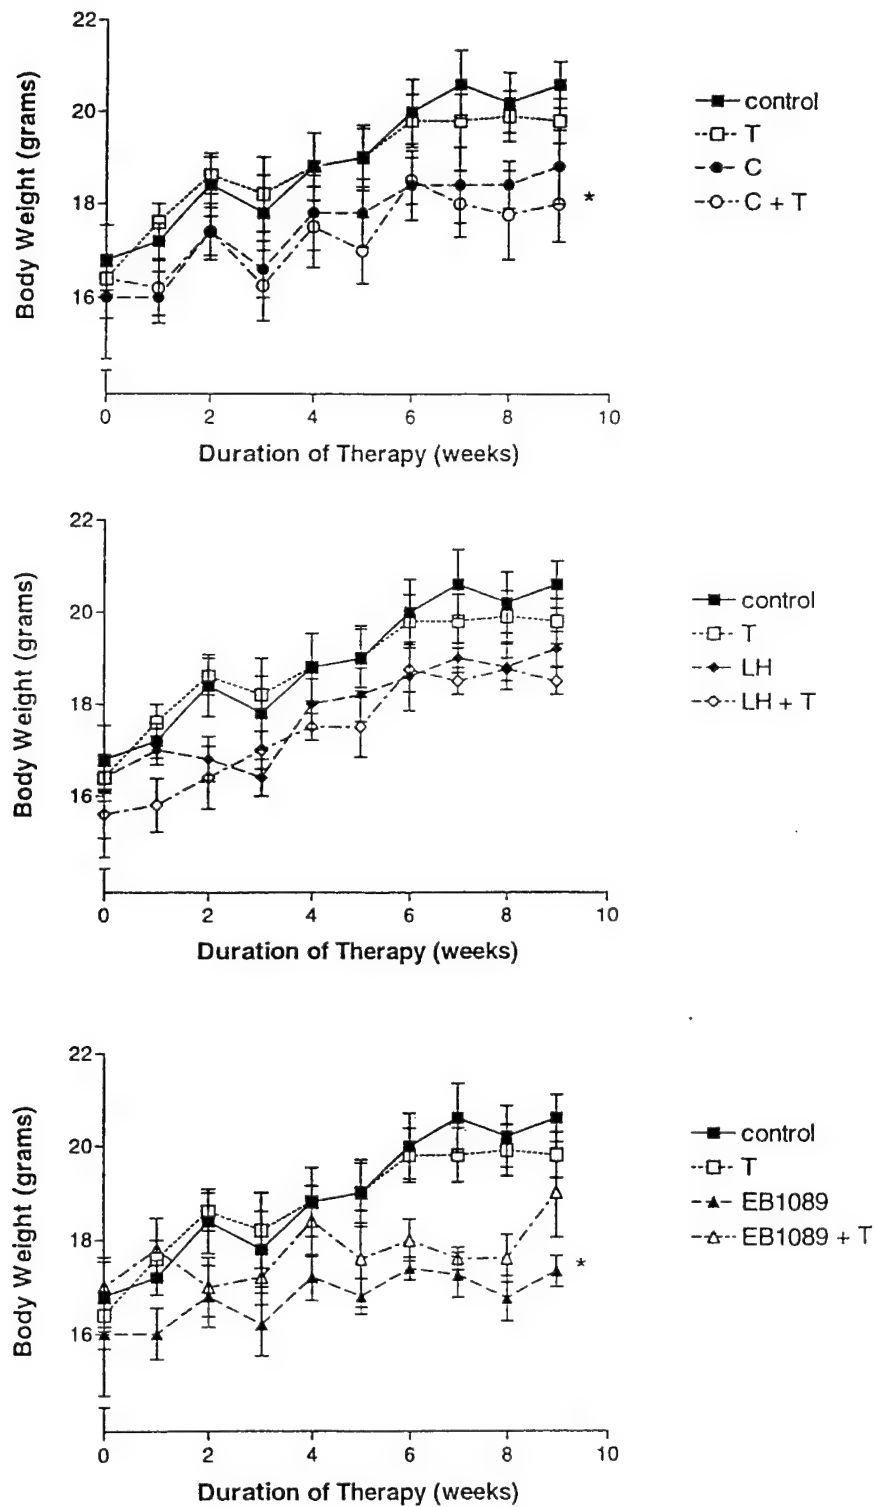 Body Weight (grams)
22
20
18
16
0 2 4 6 8 10
Duration of Therapy (weeks)
control
T
C
C + T
*
Body Weight (grams)
22
20
18
16
0 2 4 6 8 10
Duration of Therapy (weeks)
control
T
LH
LH + T
Body Weight (grams)
22
20
18
16
0 2 4 6 8 10
Duration of Therapy (weeks)
control
T
EB1089
EB1089 + T
*